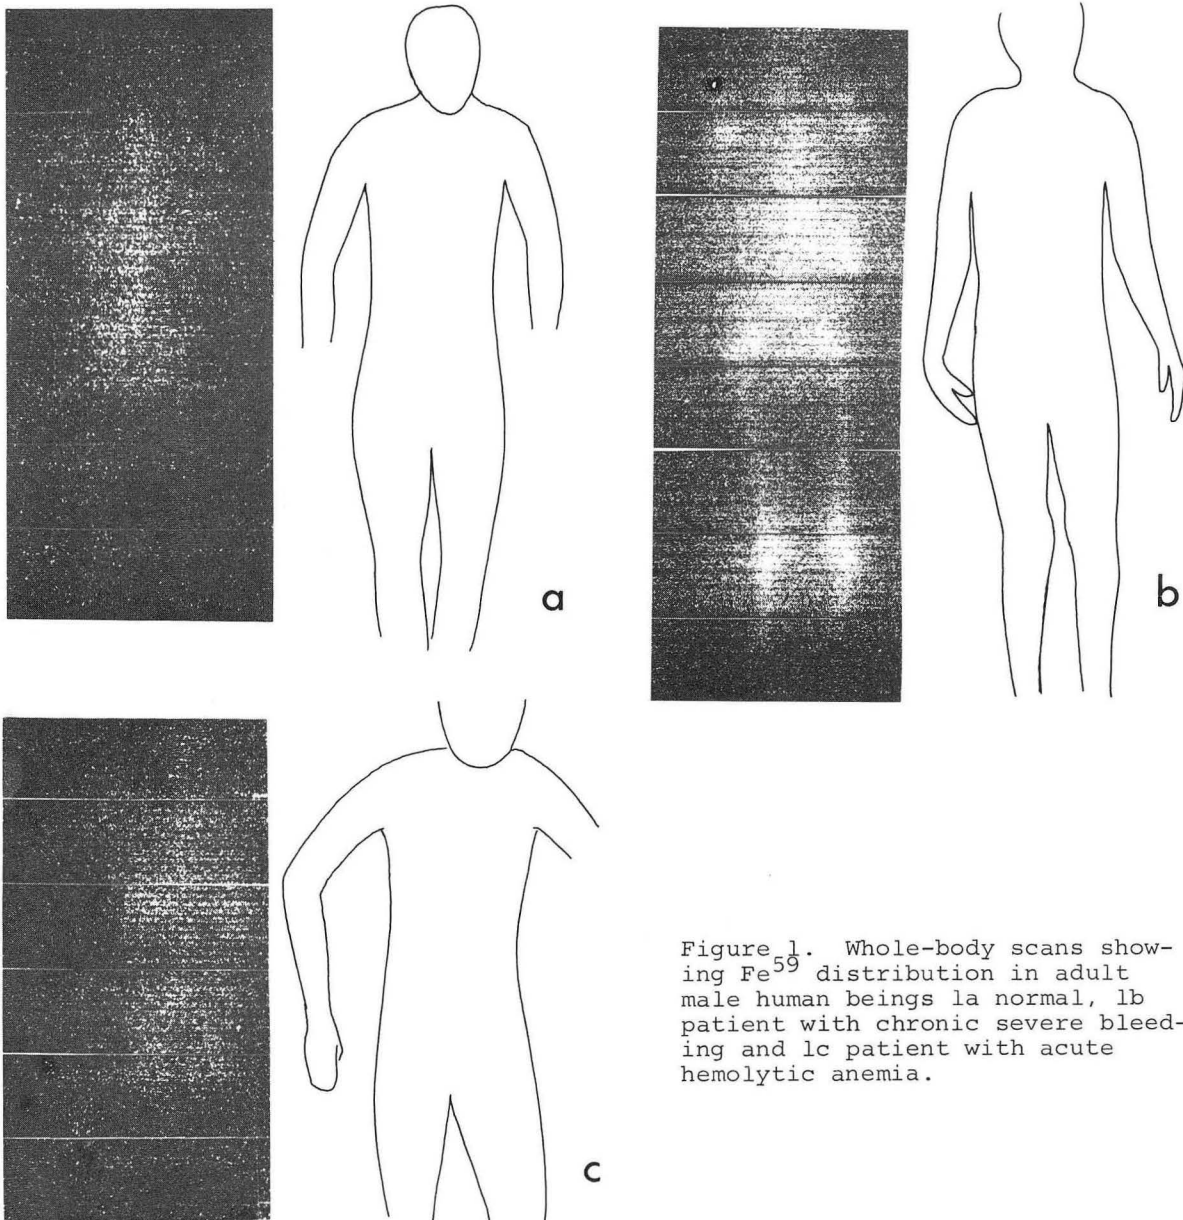 a
b
c
Figure 1. Whole-body scans show-
ing Fe59 distribution in adult
male human beings 1a normal, 1b
patient with chronic severe bleed-
ing and 1c patient with acute
hemolytic anemia.